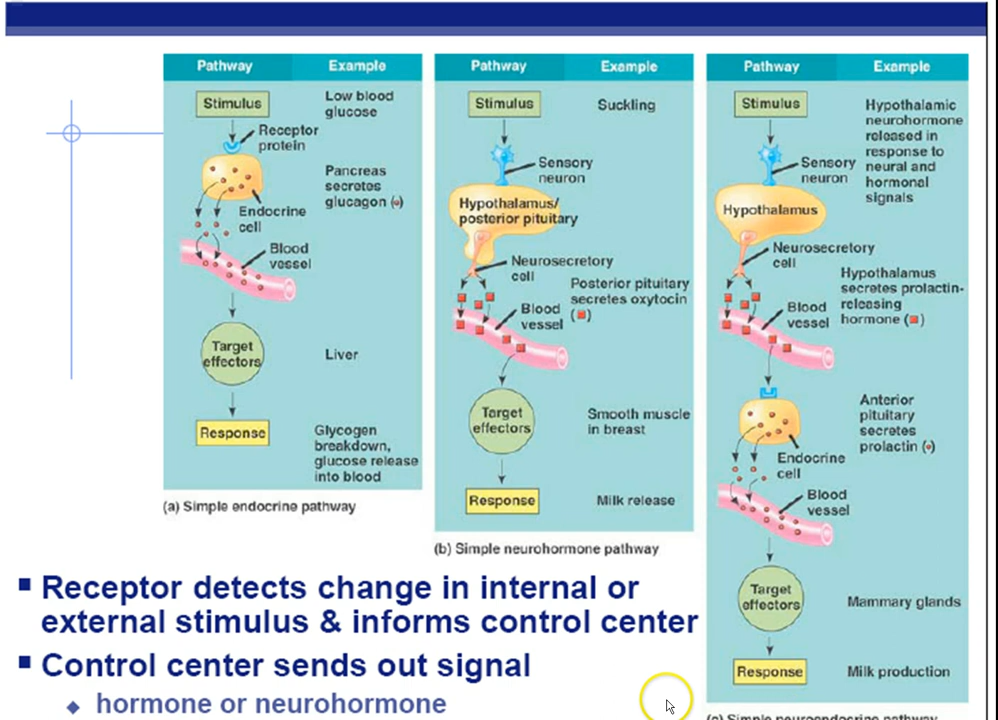 Pathway
Example
Stimulus
Low blood
glucose
Receptor
protein
Pancreas
secretes
glucagon (•)
Endocrine
cell
Blood
vessel
Target
effectors
Liver
Response
Glycogen
breakdown,
glucose release
into blood
(a) Simple endocrine pathway
Pathway
Example
Stimulus
Suckling
Sensory
neuron
Hypothalamus/
posterior pituitary
Neurosecretory
cell
Posterior pituitary
secretes oxytocin
(■)
Blood
vessel
Target
effectors
Smooth muscle
in breast
Response
Milk release
(b) Simple neurohormone pathway
Pathway
Example
Stimulus
Hypothalamic
neurohormone
released in
response to
neural and
hormonal
signals
Sensory
neuron
Hypothalamus
Neurosecretory
cell
Hypothalamus
secretes prolactin-
releasing
hormone (■)
Blood
vessel
Anterior
pituitary
secretes
prolactin (•)
Endocrine
cell
Blood
vessel
Target
effectors
Mammary glands
Response
Milk production
(c) Simple neuroendocrine pathway
▪ Receptor detects change in internal or
external stimulus & informs control center
▪ Control center sends out signal
◆ hormone or neurohormone